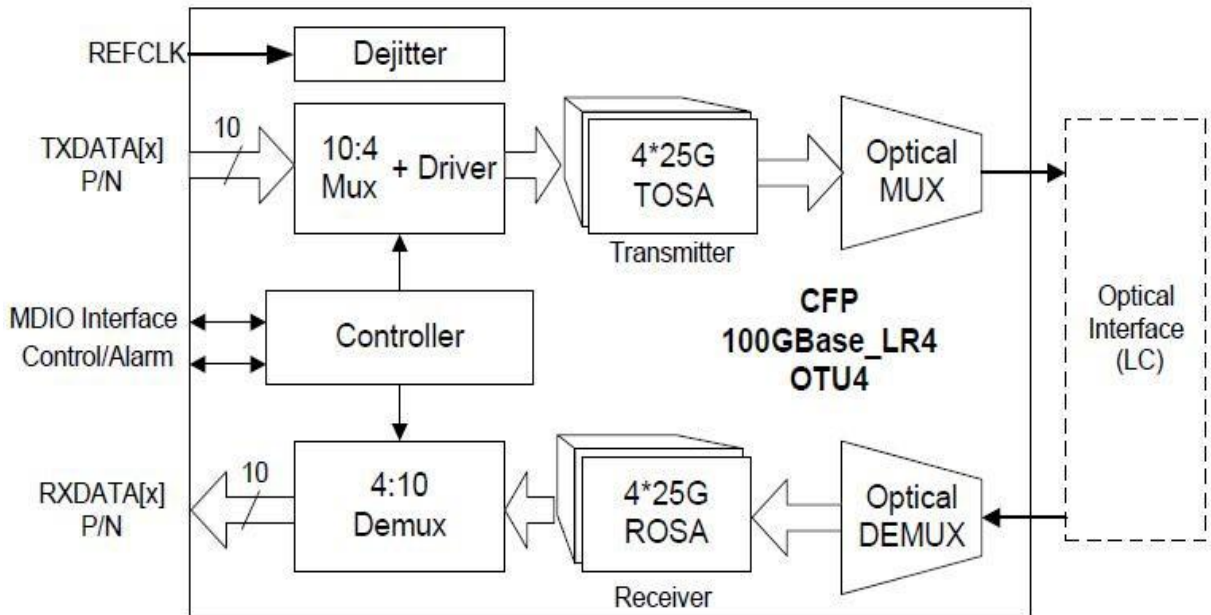 REFCLK
Dejitter
10
TXDATA[x]
P/N
10:4
Mux
+ Driver
4*25G
TOSA
Transmitter
Optical
MUX
MDIO Interface
Control/Alarm
Controller
CFP
100GBase_LR4
OTU4
Optical
Interface
(LC)
10
RXDATA[x]
P/N
4:10
Demux
4*25G
ROSA
Receiver
Optical
DEMUX